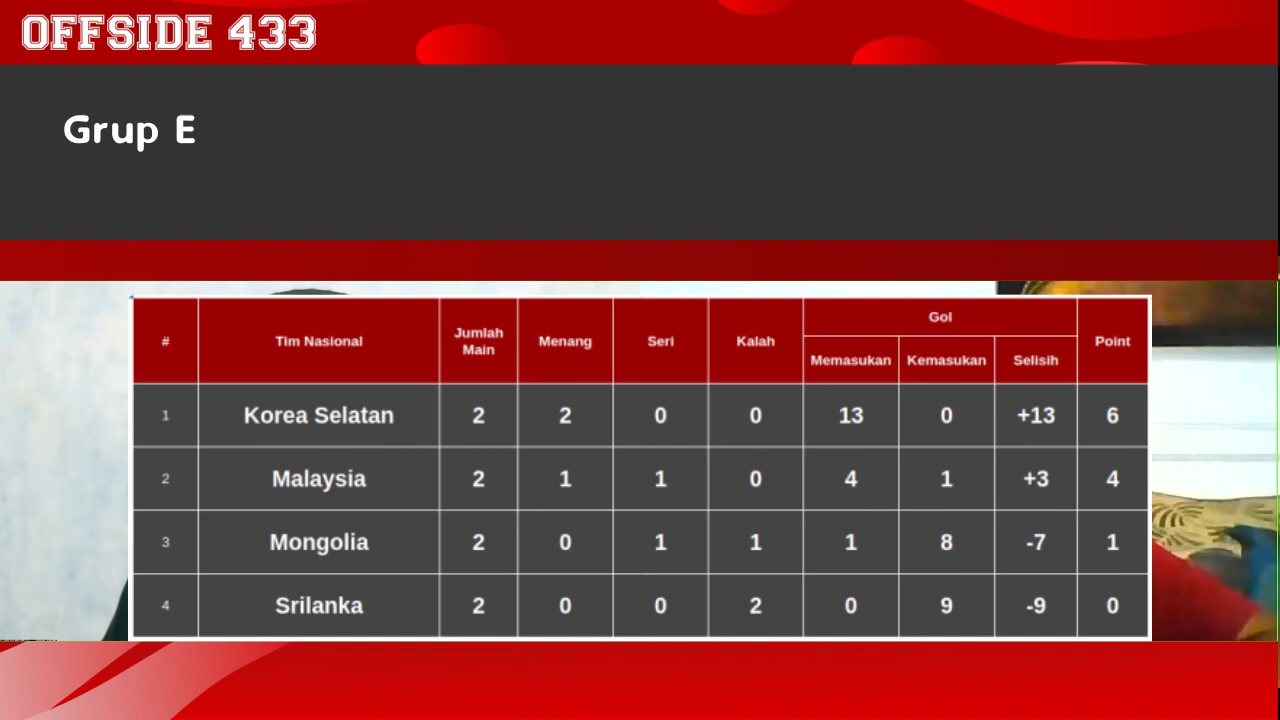 OFFSIDE 433
Grup E
# Tim Nasional Jumlah Main Menang Seri Kalah Gol Point
Memasukan Kemasukan Selisih
1 Korea Selatan 2 2 0 0 13 0 +13 6
2 Malaysia 2 1 1 0 4 1 +3 4
3 Mongolia 2 0 1 1 1 8 -7 1
4 Srilanka 2 0 0 2 0 9 -9 0